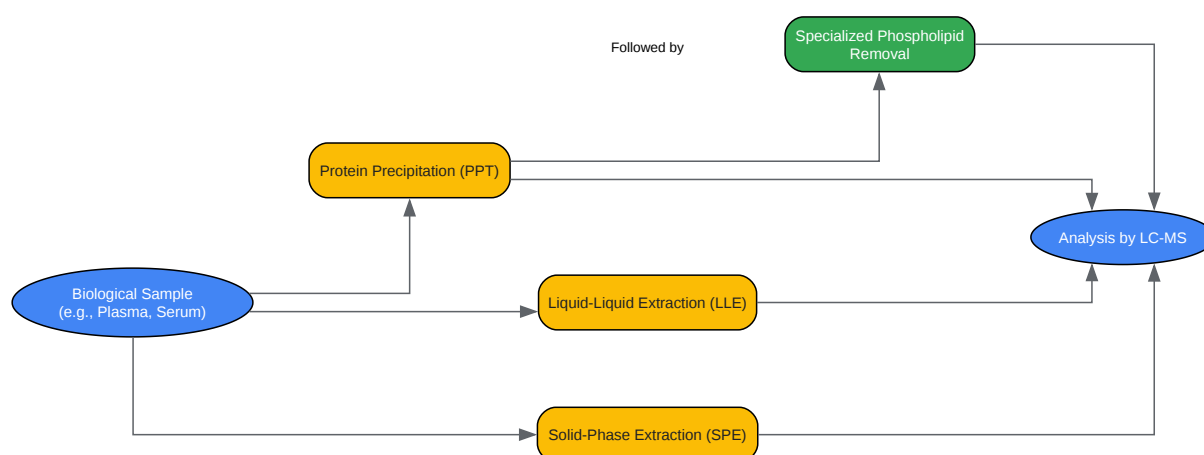 Followed by
Specialized Phospholipid
Removal
Protein Precipitation (PPT)
Analysis by LC-MS
Biological Sample
(e.g., Plasma, Serum)
Liquid-Liquid Extraction (LLE)
Solid-Phase Extraction (SPE)